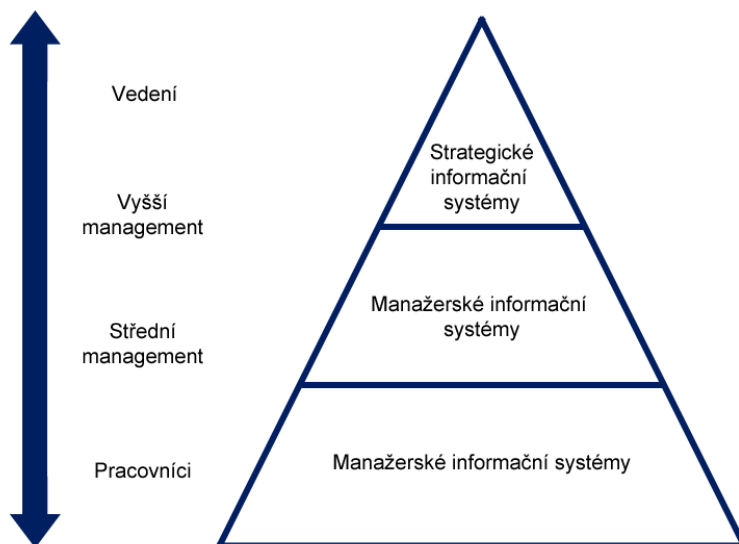 Vedení
Strategické
informační
systémy
Vyšší
management
Manažerské informační
systémy
Střední
management
Manažerské informační systémy
Pracovníci